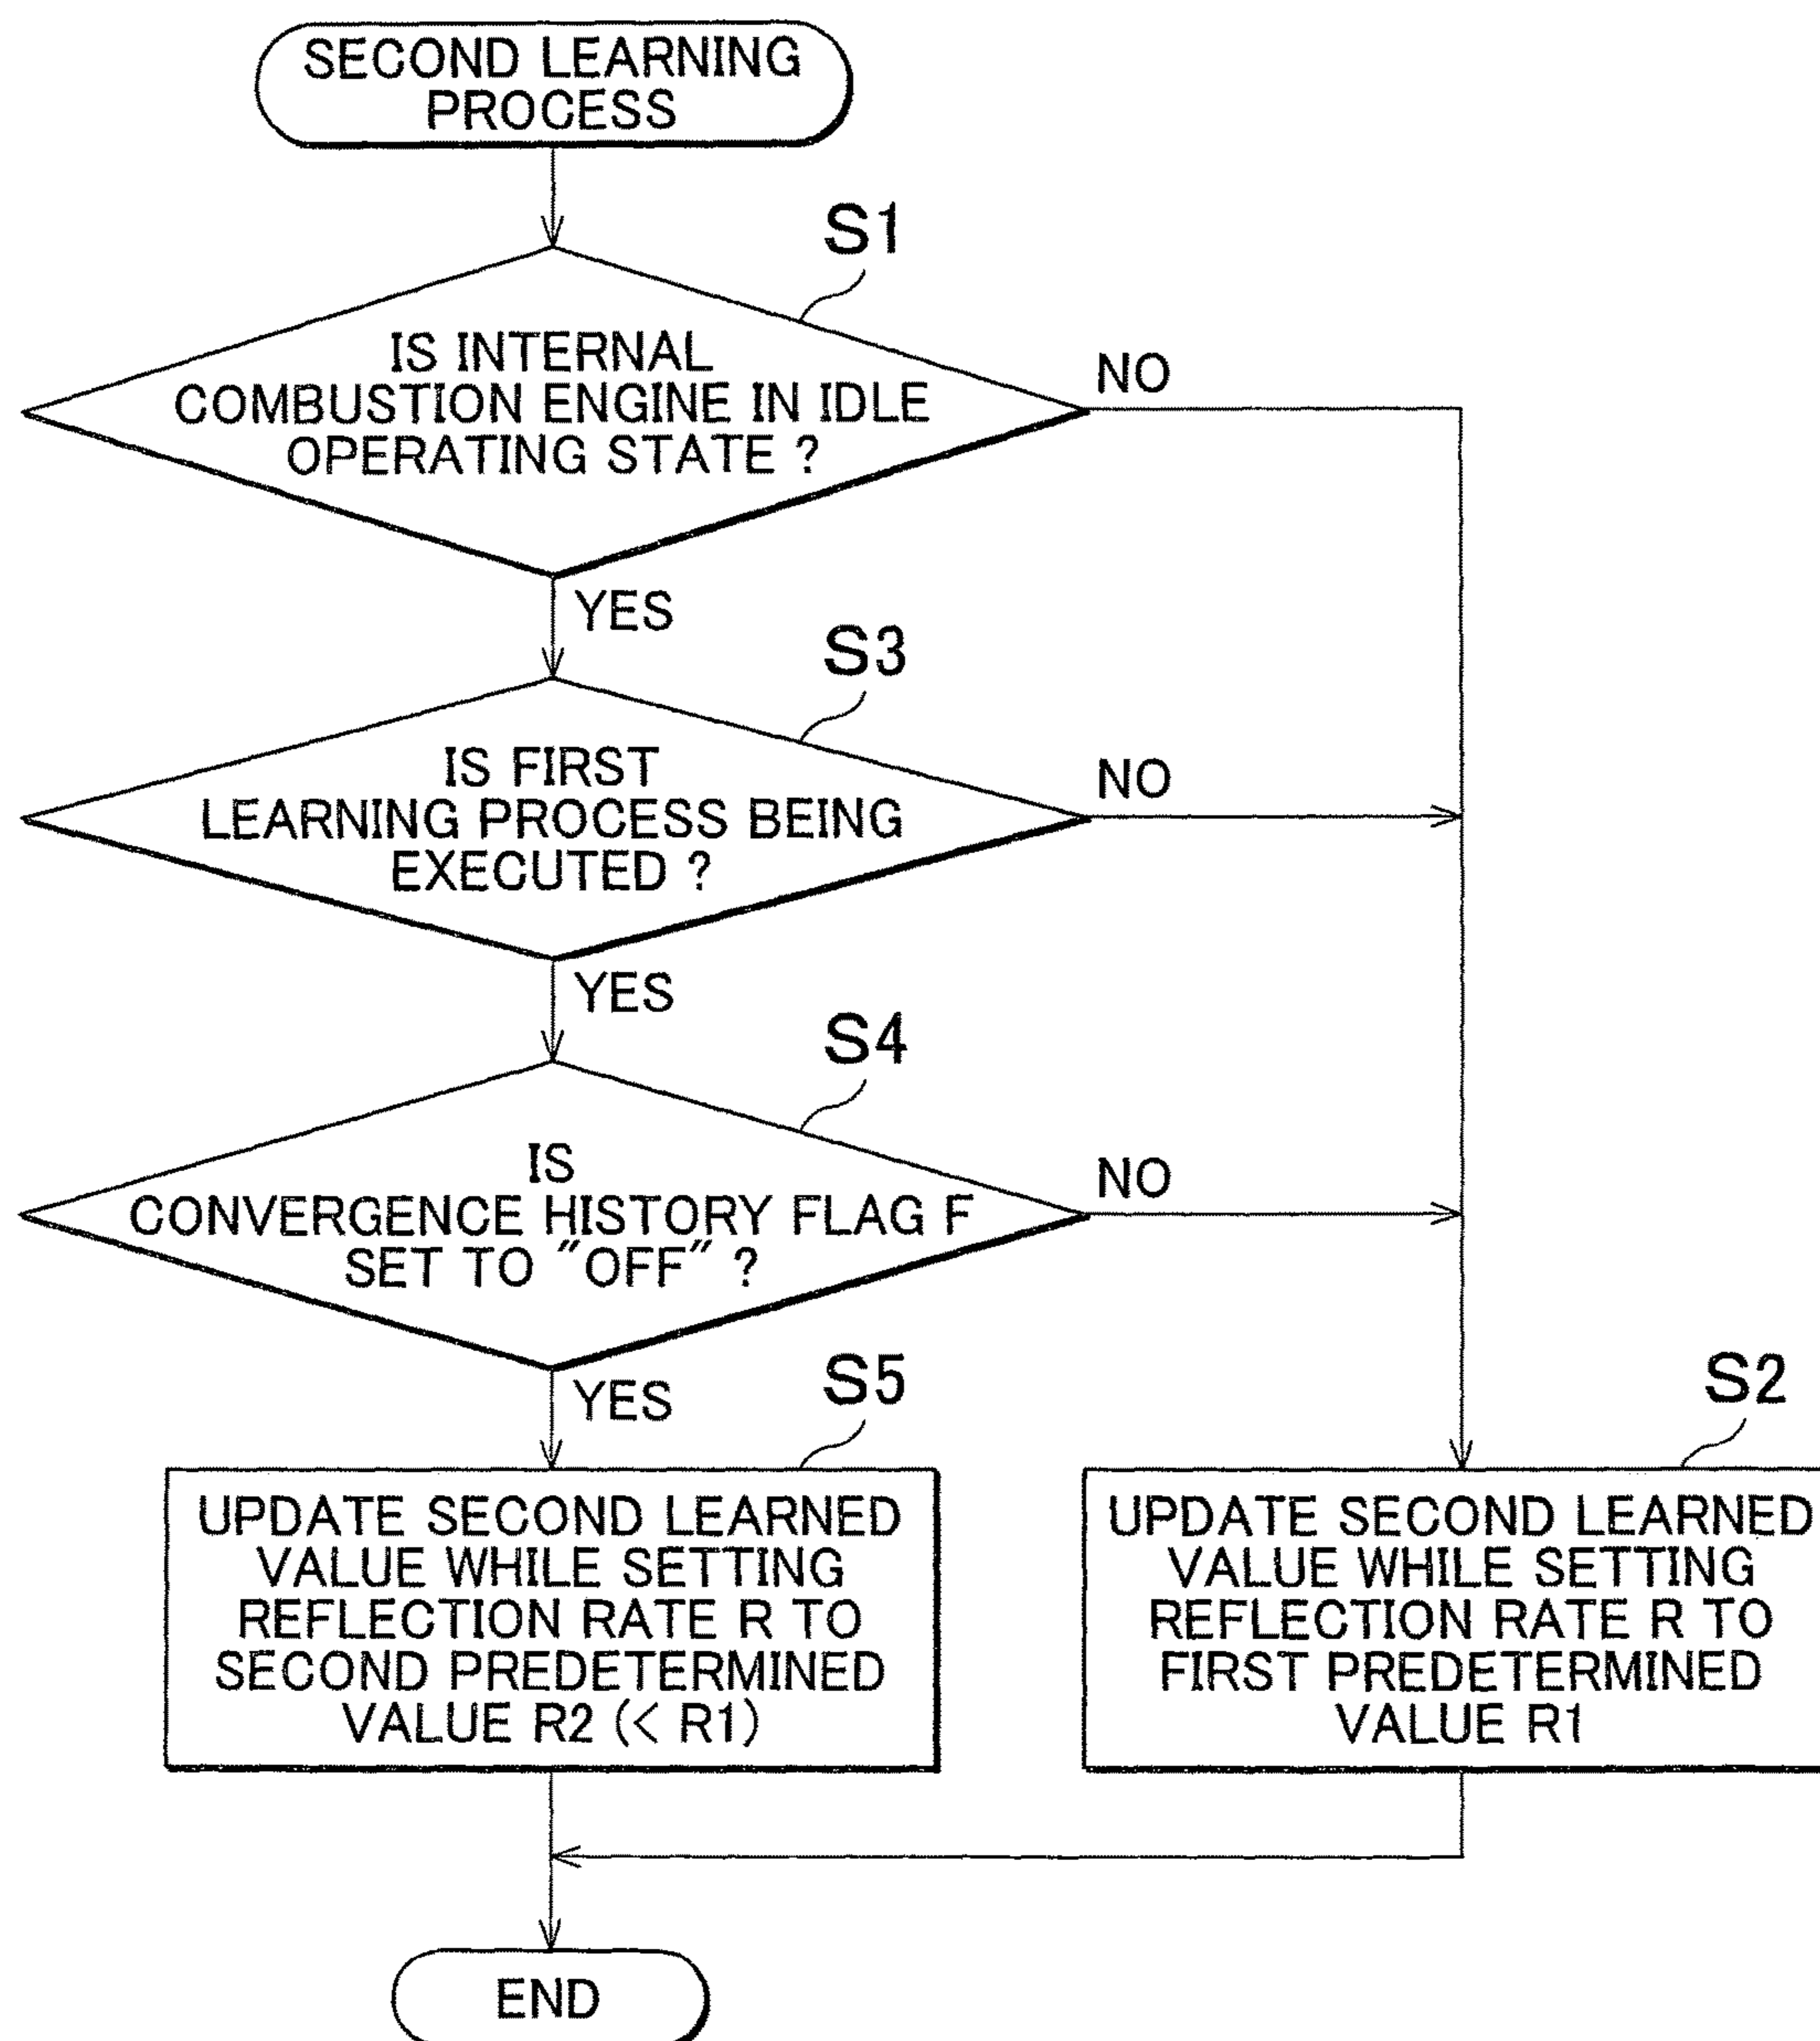 SECOND LEARNING
PROCESS
S1
IS INTERNAL
COMBUSTION ENGINE IN IDLE
OPERATING STATE ?
NO
YES
S3
IS FIRST
LEARNING PROCESS BEING
EXECUTED ?
NO
YES
S4
IS
CONVERGENCE HISTORY FLAG F
SET TO "OFF" ?
NO
YES
S5
UPDATE SECOND LEARNED
VALUE WHILE SETTING
REFLECTION RATE R TO
SECOND PREDETERMINED
VALUE R2 (< R1)
S2
UPDATE SECOND LEARNED
VALUE WHILE SETTING
REFLECTION RATE R TO
FIRST PREDETERMINED
VALUE R1
END